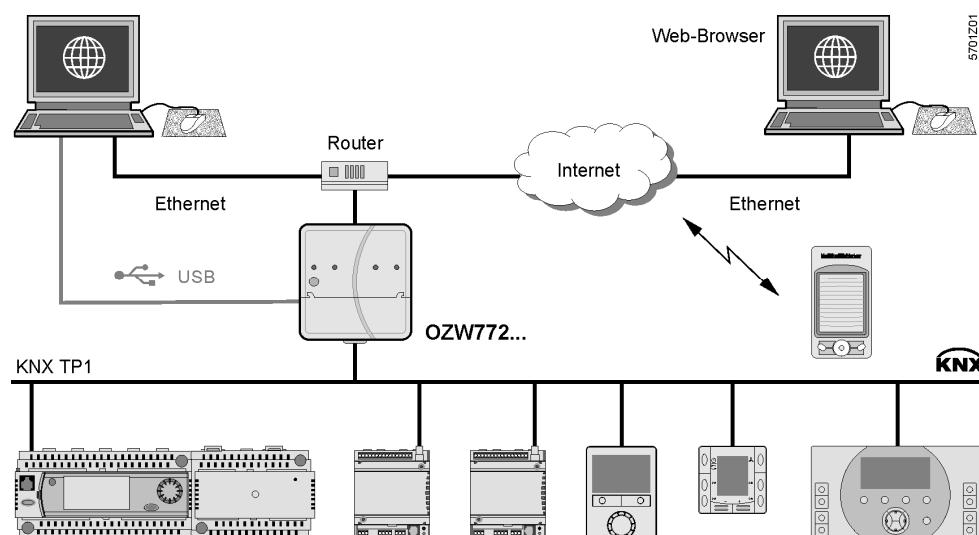 Web-Browser
5701Z01
Router
Internet
Ethernet
Ethernet
USB
OZW772...
KNX TP1
KNX